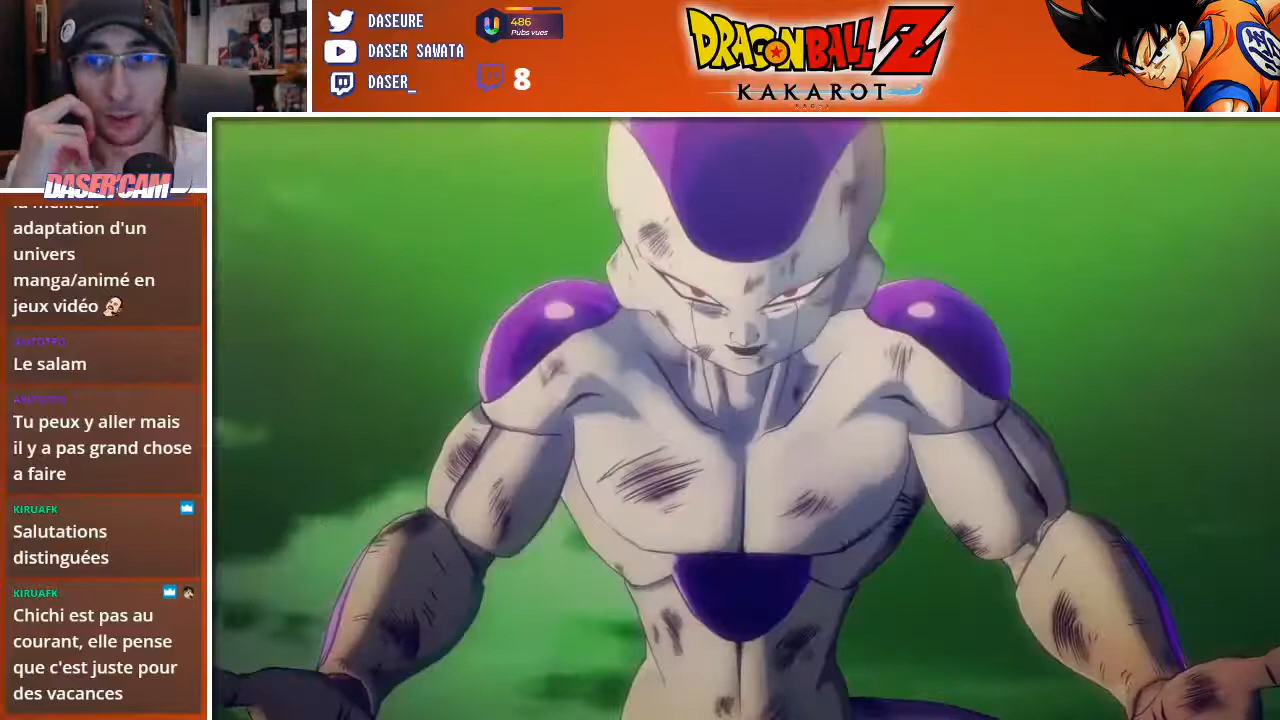 DASEURE
486
Pubs vues
DASER SAWATA
DASER_
8
DRAGON BALL Z
KAKAROT
DASER'CAM
la meilleur
adaptation d'un
univers
manga/animé en
jeux vidéo
Le salam
Tu peux y aller mais
il y a pas grand chose
a faire
KIRUAFK
Salutations
distinguées
KIRUAFK
Chichi est pas au
courant, elle pense
que c'est juste pour
des vacances